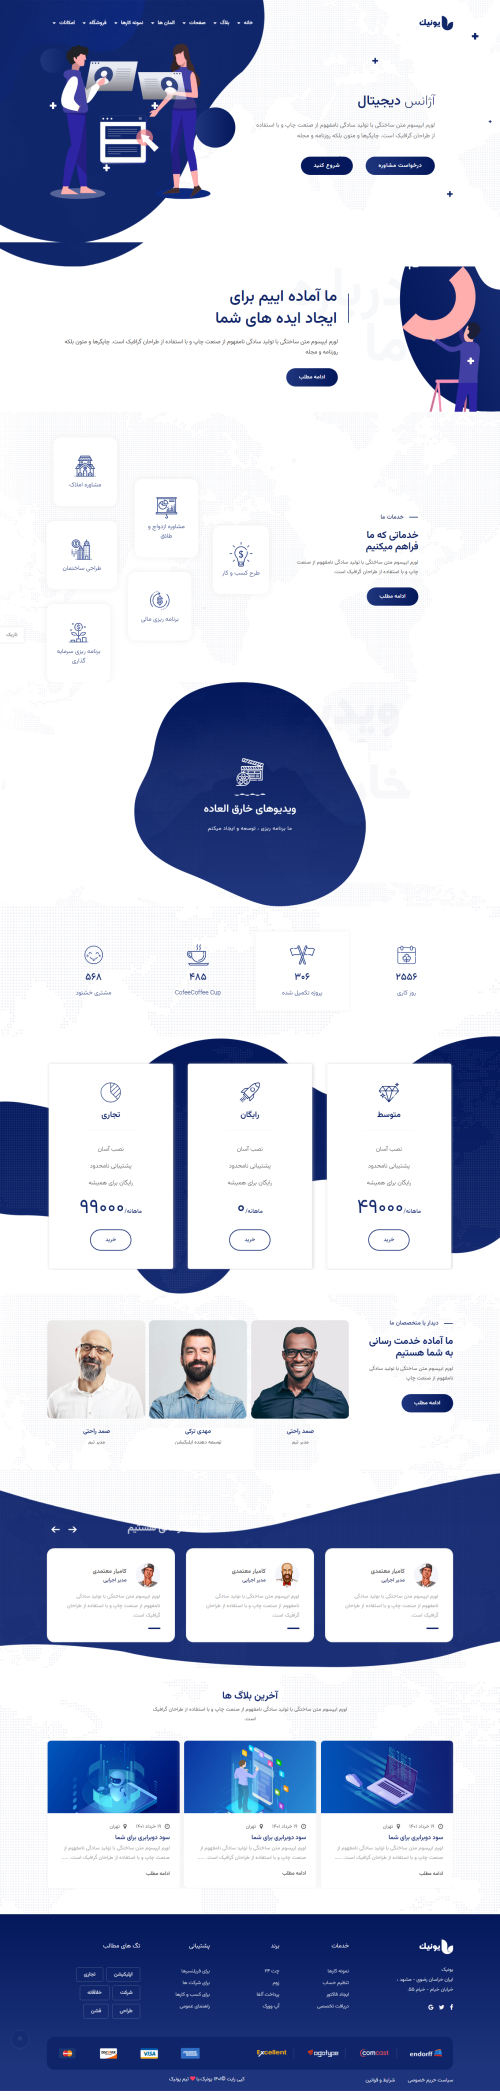 یونیک
خانه
بلاگ
صفحات
المان ها
نمونه کارها
فروشگاه
امکانات
آژانس دیجیتال
لورم ایپسوم متن ساختگی با تولید سادگی نامفهوم از صنعت چاپ و با استفاده
از طراحان گرافیک است. چاپگرها و متون بلکه روزنامه و مجله
درخواست مشاوره
شروع کنید
درباره
ما
ما آماده اییم برای
ایجاد ایده های شما
لورم ایپسوم متن ساختگی با تولید سادگی نامفهوم از صنعت چاپ و با استفاده از طراحان گرافیک است. چاپگرها و متون بلکه
روزنامه و مجله
ادامه مطلب
خدمات ما
خدماتی که ما
فراهم میکنیم
لورم ایپسوم متن ساختگی با تولید سادگی نامفهوم از صنعت
چاپ و با استفاده از طراحان گرافیک است.
ادامه مطلب
مشاوره املاک
مشاوره ازدواج و
طلاق
طراحی ساختمان
طرح کسب و کار
برنامه ریزی مالی
برنامه ریزی سرمایه
گذاری
تاریک
ویدیوهای خارق العاده
ما برنامه ریزی ، توسعه و ایجاد میکنم
۲۵۵۶
روز کاری
۳۰۶
پروژه تکمیل شده
۴۸۵
CofeeCoffee Cup
۵۶۸
مشتری خشنود
متوسط
نصب آسان
پشتیبانی نامحدود
رایگان برای همیشه
۴۹۰۰۰/ماهانه
خرید
رایگان
نصب آسان
پشتیبانی نامحدود
رایگان برای همیشه
۰/ماهانه
خرید
تجاری
نصب آسان
پشتیبانی نامحدود
رایگان برای همیشه
۹۹۰۰۰/ماهانه
خرید
دیدار با متخصصان ما
ما آماده خدمت رسانی
به شما هستیم
لورم ایپسوم متن ساختگی با تولید سادگی
نامفهوم از صنعت چاپ
ادامه مطلب
صمد راحتی
مدیر تیم
مهدی ترکی
توسعه دهنده اپلیکیشن
صمد راحتی
مدیر تیم
هستیم
کامیار معتمدی
مدیر اجرایی
لورم ایپسوم متن ساختگی با تولید سادگی
نامفهوم از صنعت چاپ و با استفاده از طراحان
گرافیک است.
کامیار معتمدی
مدیر اجرایی
لورم ایپسوم متن ساختگی با تولید سادگی
نامفهوم از صنعت چاپ و با استفاده از طراحان
گرافیک است.
کامیار معتمدی
مدیر اجرایی
لورم ایپسوم متن ساختگی با تولید سادگی
نامفهوم از صنعت چاپ و با استفاده از طراحان
گرافیک است.
آخرین بلاگ ها
لورم ایپسوم متن ساختگی با تولید سادگی نامفهوم از صنعت چاپ و با استفاده از طراحان گرافیک
است.
۱۹ خرداد ۱۴۰۱ تهران
سود دوبرابری برای شما
لورم ایپسوم متن ساختگی با تولید سادگی نامفهوم از
صنعت چاپ و با استفاده از طراحان گرافیک است. ....
ادامه مطلب
۱۹ خرداد ۱۴۰۱ تهران
سود دوبرابری برای شما
لورم ایپسوم متن ساختگی با تولید سادگی نامفهوم از
صنعت چاپ و با استفاده از طراحان گرافیک است. ....
ادامه مطلب
۱۹ خرداد ۱۴۰۱ تهران
سود دوبرابری برای شما
لورم ایپسوم متن ساختگی با تولید سادگی نامفهوم از
صنعت چاپ و با استفاده از طراحان گرافیک است. ....
ادامه مطلب
یونیک
یونیک
ایران خراسان رضوی - مشهد -
خیابان خیام - خیام ۵۵
خدمات
نمونه کارها
تنظیم حساب
ایجاد فاکتور
دریافت تخصصی
برند
چت ۲۴
زوم
پرداخت آلفا
آپ وورک
پشتیبانی
برای فریلنسرها
برای شرکت ها
برای کسب و کارها
راهنمای عمومی
تگ های مطالب
اپلیکیشن
تجاری
شرکت
خلاقانه
طراحی
فشن
endorff
comcast
logotype
Excellent
VISA
DISCOVER
سیاست حریم خصوصی
شرایط و قوانین
کپی رایت ©۱۴۰۱ یونیک با ❤ تیم یونیک